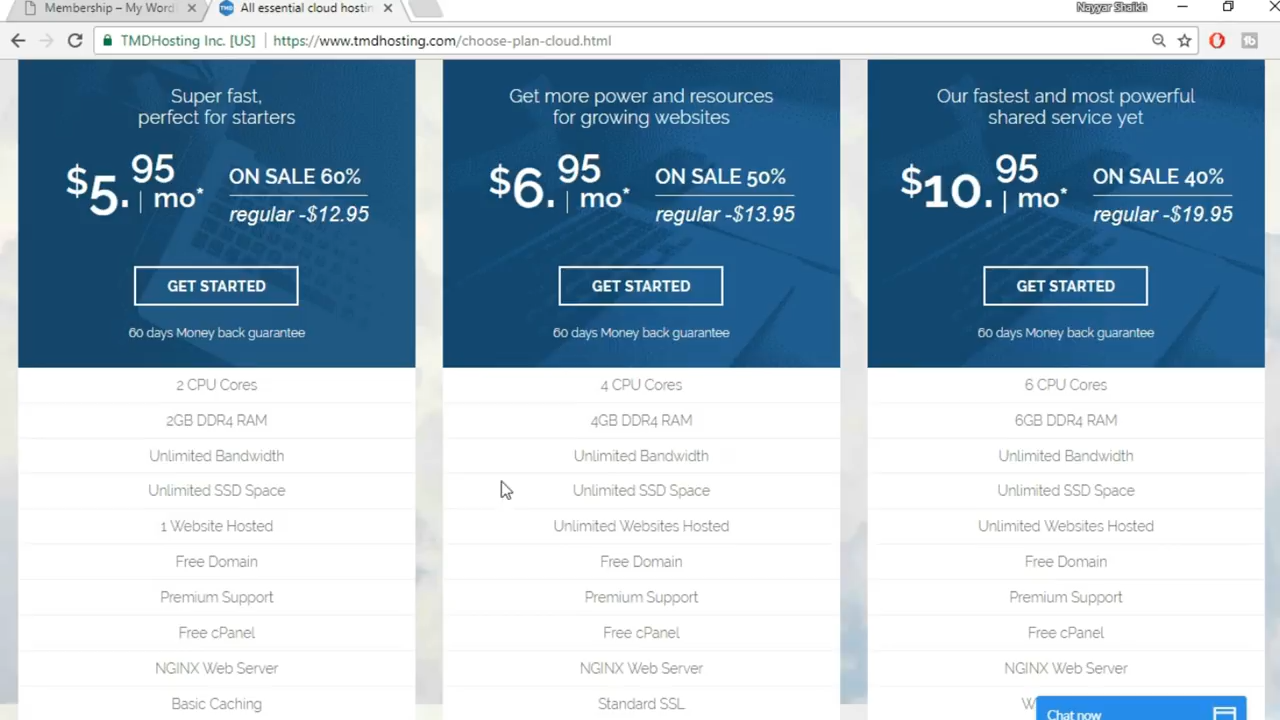 Membership – My Word
All essential cloud hostin
Nayyar Shaikh
TMDHosting Inc. [US]
https://www.tmdhosting.com/choose-plan-cloud.html
Super fast,
perfect for starters
$5.95 | mo*
ON SALE 60%
regular -$12.95
GET STARTED
60 days Money back guarantee
2 CPU Cores
2GB DDR4 RAM
Unlimited Bandwidth
Unlimited SSD Space
1 Website Hosted
Free Domain
Premium Support
Free cPanel
NGINX Web Server
Basic Caching
Get more power and resources
for growing websites
$6.95 | mo*
ON SALE 50%
regular -$13.95
GET STARTED
60 days Money back guarantee
4 CPU Cores
4GB DDR4 RAM
Unlimited Bandwidth
Unlimited SSD Space
Unlimited Websites Hosted
Free Domain
Premium Support
Free cPanel
NGINX Web Server
Standard SSL
Our fastest and most powerful
shared service yet
$10.95 | mo*
ON SALE 40%
regular -$19.95
GET STARTED
60 days Money back guarantee
6 CPU Cores
6GB DDR4 RAM
Unlimited Bandwidth
Unlimited SSD Space
Unlimited Websites Hosted
Free Domain
Premium Support
Free cPanel
NGINX Web Server
Chat now